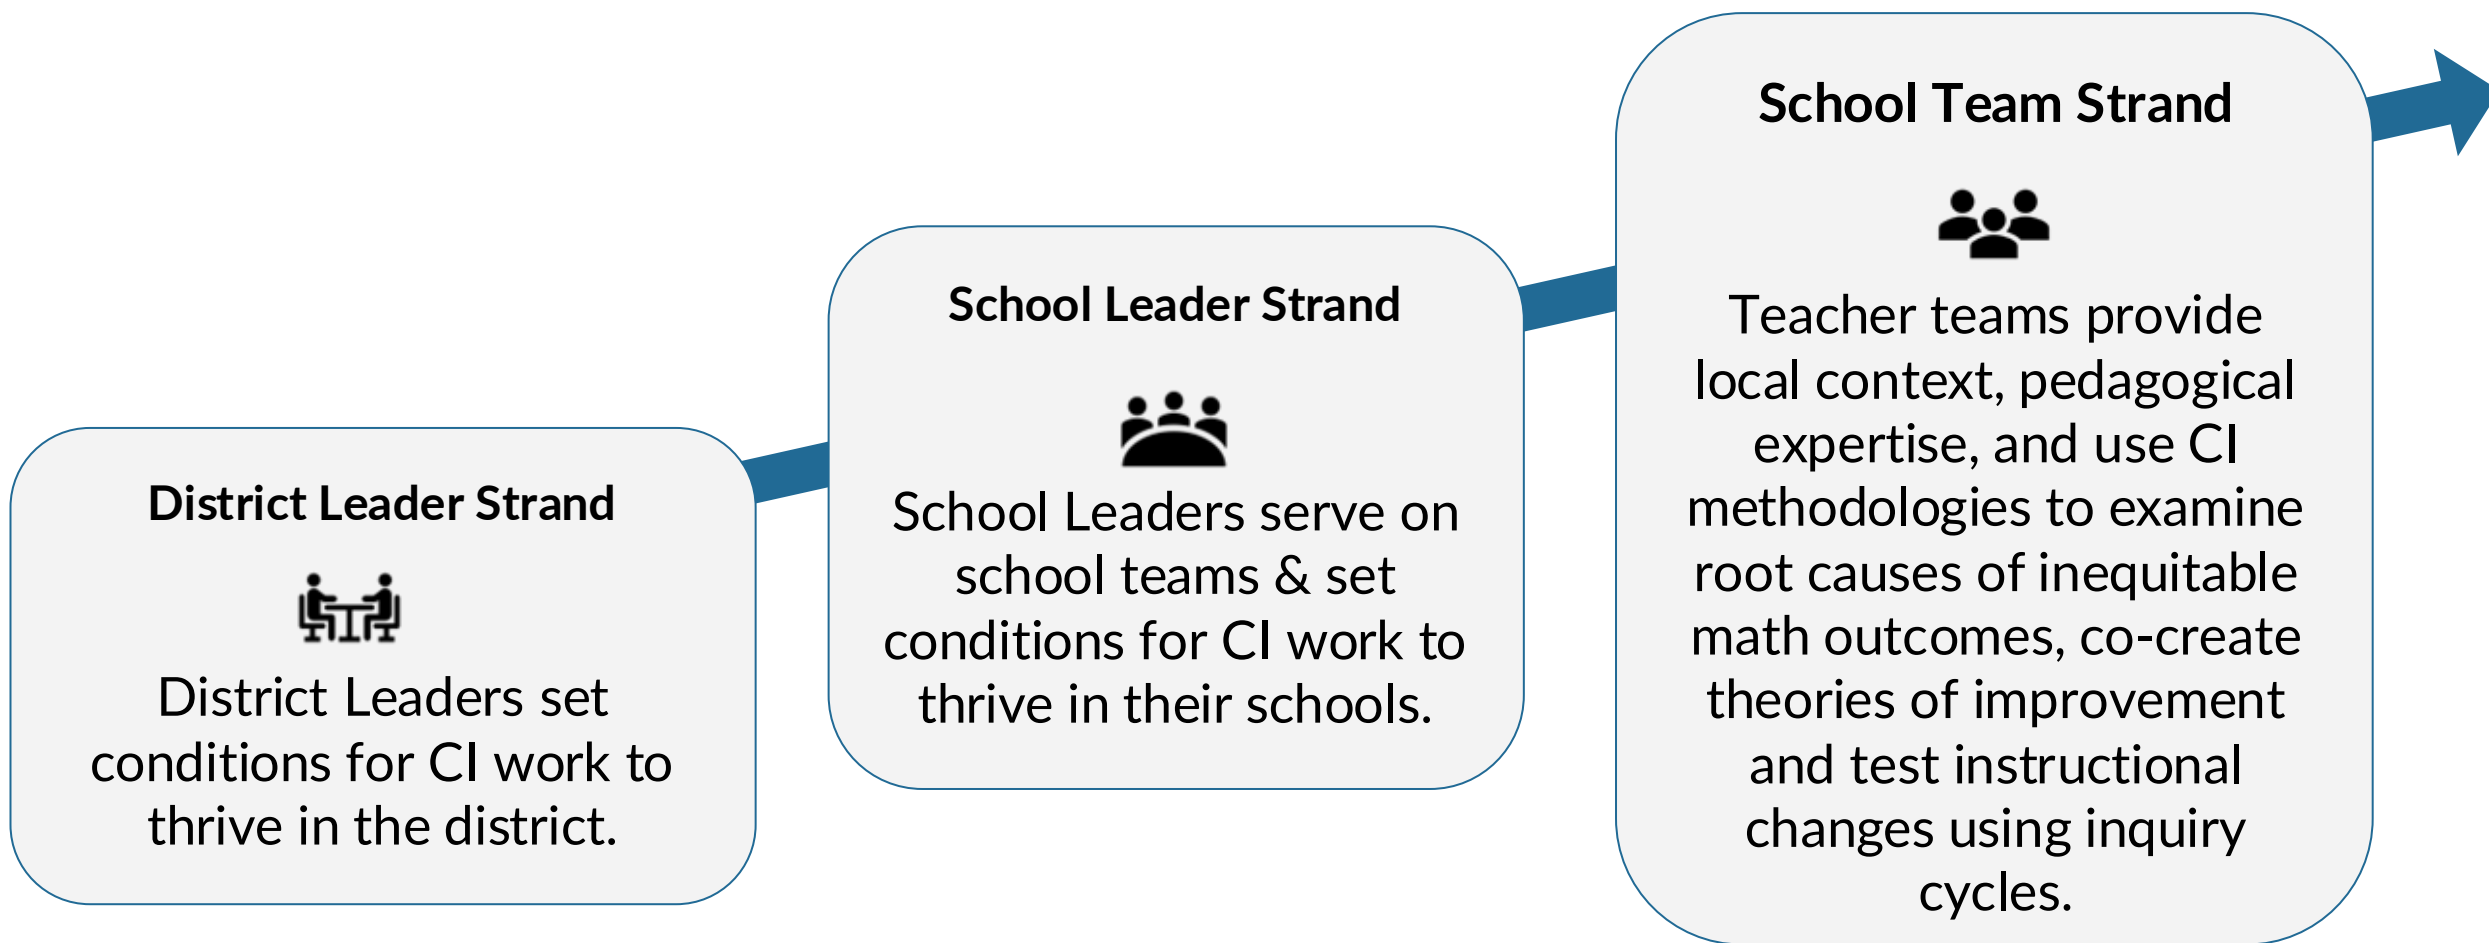 District Leader Strand
District Leaders set
conditions for CI work to
thrive in the district.
School Leader Strand
School Leaders serve on
school teams & set
conditions for CI work to
thrive in their schools.
School Team Strand
Teacher teams provide
local context, pedagogical
expertise, and use CI
methodologies to examine
root causes of inequitable
math outcomes, co-create
theories of improvement
and test instructional
changes using inquiry
cycles.